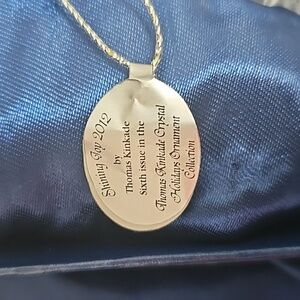 Shining Joy 2012
by
Thomas Kinkade
Sixth issue in the
Thomas Kinkade Crystal
Holidays Ornament
Collection